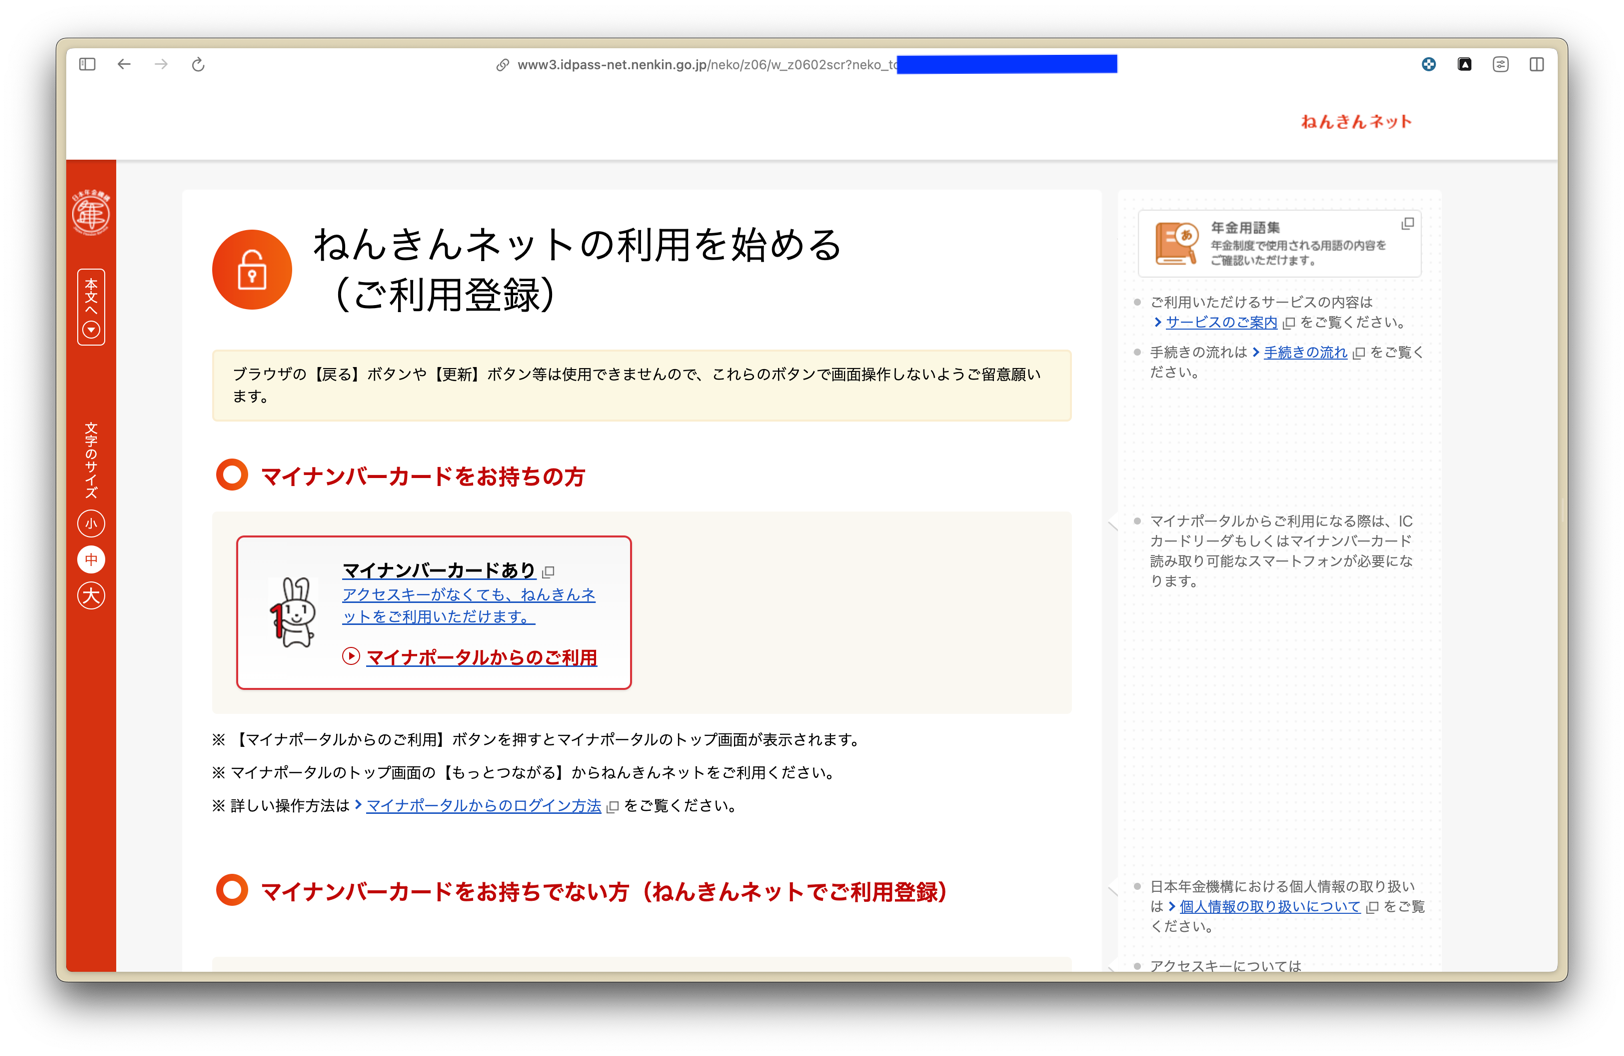 www3.idpass-net.nenkin.go.jp/neko/z06/w_z0602scr?neko_t
ねんきんネット
日本年金機構
本文へ
文字のサイズ
小
中
大
ねんきんネットの利用を始める
（ご利用登録）
ブラウザの【戻る】ボタンや【更新】ボタン等は使用できませんので、これらのボタンで画面操作しないようご留意願い
ます。
マイナンバーカードをお持ちの方
マイナンバーカードあり
アクセスキーがなくても、ねんきんネ
ットをご利用いただけます。
マイナポータルからのご利用
※ 【マイナポータルからのご利用】ボタンを押すとマイナポータルのトップ画面が表示されます。
※ マイナポータルのトップ画面の【もっとつながる】からねんきんネットをご利用ください。
※ 詳しい操作方法は マイナポータルからのログイン方法 をご覧ください。
マイナンバーカードをお持ちでない方（ねんきんネットでご利用登録）
あ
年金用語集
年金制度で使用される用語の内容を
ご確認いただけます。
ご利用いただけるサービスの内容は
サービスのご案内 をご覧ください。
手続きの流れは 手続きの流れ をご覧く
ださい。
マイナポータルからご利用になる際は、IC
カードリーダもしくはマイナンバーカード
読み取り可能なスマートフォンが必要にな
ります。
日本年金機構における個人情報の取り扱い
は 個人情報の取り扱いについて をご覧
ください。
アクセスキーについては